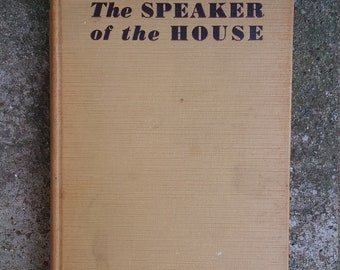 The SPEAKER
of the HOUSE